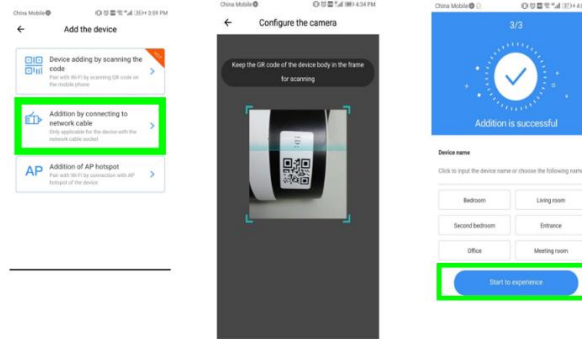 China Mobile
3:59 PM
Add the device
Device adding by scanning the
code
Pair with Wi-Fi by scanning QR code on
the mobile phone
Addition by connecting to
network cable
Only applicable for the device with the
network cable socket
AP
Addition of AP hotspot
Pair with Wi-Fi by connection with AP
hotspot of the device
China Mobile
4:34 PM
Configure the camera
Keep the GR code of the device body in the frame
for scanning
China Mobile
3/3
Addition is successful
Device name
Click to input the device name or choose the following name
Bedroom
Living room
Second bedroom
Entrance
Office
Meeting room
Start to experience